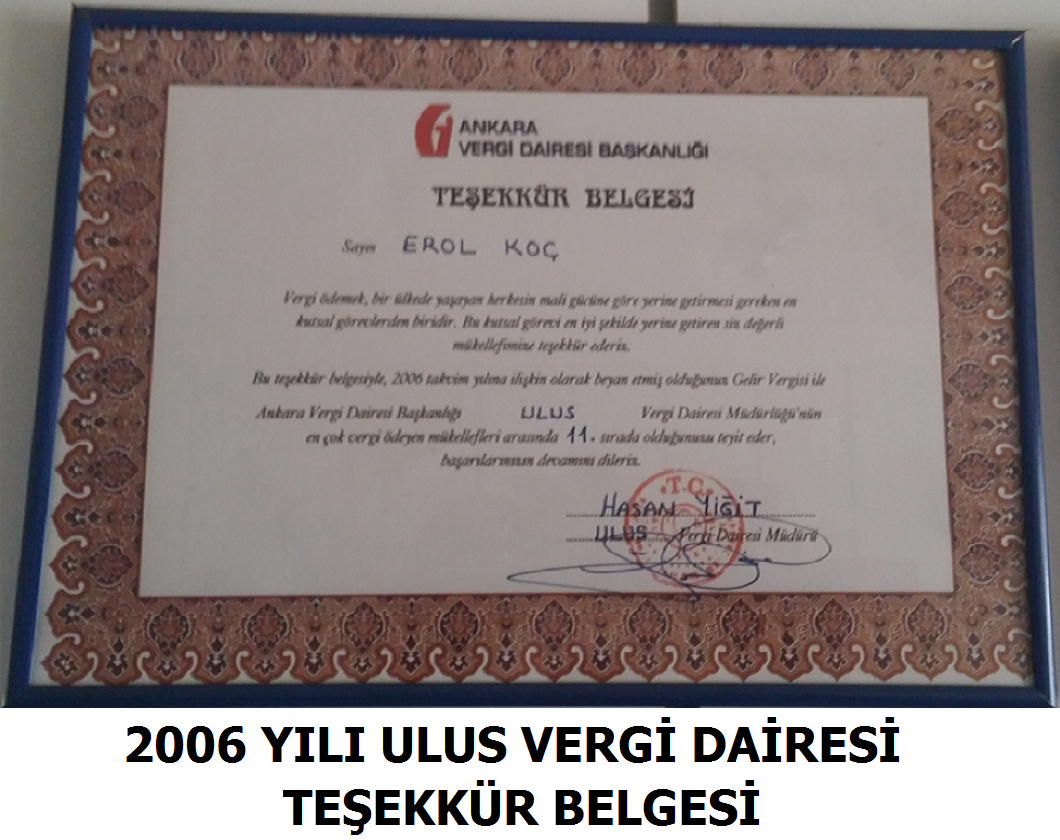 ANKARA
VERGİ DAİRESİ BAŞKANLIĞI
TEŞEKKÜR BELGESİ
Sayın EROL KOÇ
Vergi ödemek, bir ülkede yaşayan herkesin mali gücüne göre yerine getirmesi gereken en
kutsal görevlerden biridir. Bu kutsal görevi en iyi şekilde yerine getiren siz değerli
mükellefimize teşekkür ederiz.
Bu teşekkür belgesiyle, 2006 takvim yılına ilişkin olarak beyan etmiş olduğunuz Gelir Vergisi ile
Ankara Vergi Dairesi Başkanlığı ULUS Vergi Dairesi Müdürlüğü'nün
en çok vergi ödeyen mükellefleri arasında 11. sırada olduğunuzu teyit eder,
başarılarınızın devamını dileriz.
T.C.
HASAN YİĞİT
ULUS Vergi Dairesi Müdürü
2006 YILI ULUS VERGİ DAİRESİ
TEŞEKKÜR BELGESİ